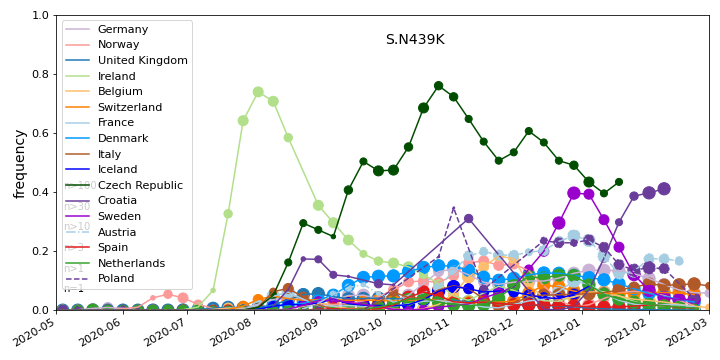 S.N439K
frequency
1.0
0.8
0.6
0.4
0.2
0.0
Germany
Norway
United Kingdom
Ireland
Belgium
Switzerland
France
Denmark
Italy
Iceland
Czech Republic
Croatia
Sweden
Austria
Spain
Netherlands
Poland
n>100
n>30
n>10
n>3
n>1
n=1
2020-05
2020-06
2020-07
2020-08
2020-09
2020-10
2020-11
2020-12
2021-01
2021-02
2021-03